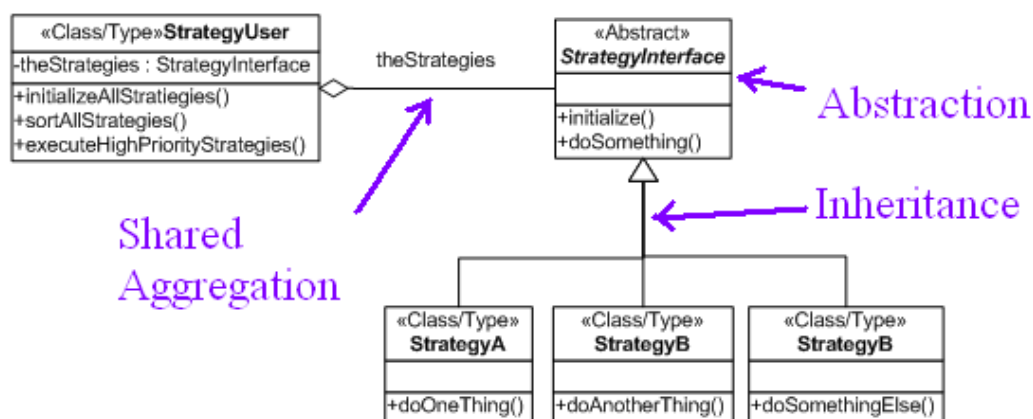 «Class/Type»StrategyUser
-theStrategies : StrategyInterface
+initializeAllStratiegies()
+sortAllStrategies()
+executeHighPriorityStrategies()
theStrategies
«Abstract»
StrategyInterface
+initialize()
+doSomething()
Abstraction
Inheritance
Shared
Aggregation
«Class/Type»
StrategyA
+doOneThing()
«Class/Type»
StrategyB
+doAnotherThing()
«Class/Type»
StrategyB
+doSomethingElse()